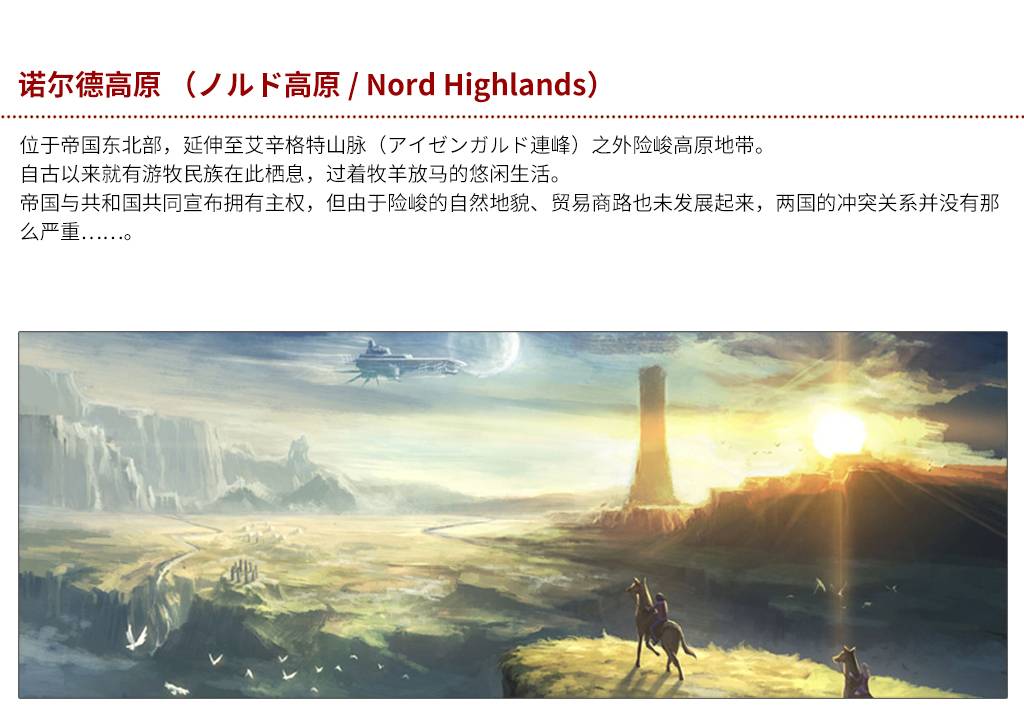 诺尔德高原 （ノルド高原 / Nord Highlands）
位于帝国东北部，延伸至艾辛格特山脉（アイゼンガルド連峰）之外险峻高原地带。
自古以来就有游牧民族在此栖息，过着牧羊放马的悠闲生活。
帝国与共和国共同宣布拥有主权，但由于险峻的自然地貌、贸易商路也未发展起来，两国的冲突关系并没有那
么严重……。